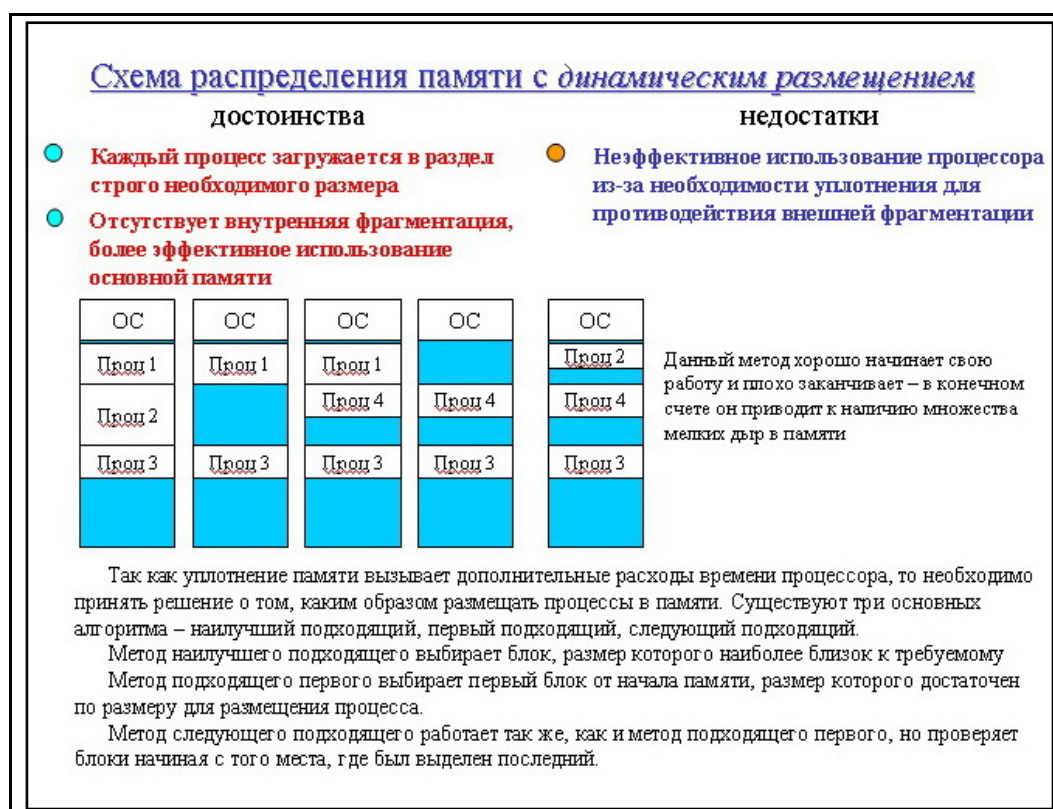 Схема распределения памяти с динамическим размещением
достоинства
Каждый процесс загружается в раздел
строго необходимого размера
Отсутствует внутренняя фрагментация,
более эффективное использование
основной памяти
недостатки
Неэффективное использование процессора
из-за необходимости уплотнения для
противодействия внешней фрагментации
ОС
Проц 1
Проц 2
Проц 3
ОС
Проц 1
Проц 3
ОС
Проц 1
Проц 4
Проц 3
ОС
Проц 4
Проц 3
ОС
Проц 2
Проц 4
Проц 3
Данный метод хорошо начинает свою
работу и плохо заканчивает – в конечном
счете он приводит к наличию множества
мелких дыр в памяти
Так как уплотнение памяти вызывает дополнительные расходы времени процессора, то необходимо
принять решение о том, каким образом размещать процессы в памяти. Существуют три основных
алгоритма – наилучший подходящий, первый подходящий, следующий подходящий.
Метод наилучшего подходящего выбирает блок, размер которого наиболее близок к требуемому
Метод подходящего первого выбирает первый блок от начала памяти, размер которого достаточен
по размеру для размещения процесса.
Метод следующего подходящего работает так же, как и метод подходящего первого, но проверяет
блоки начиная с того места, где был выделен последний.